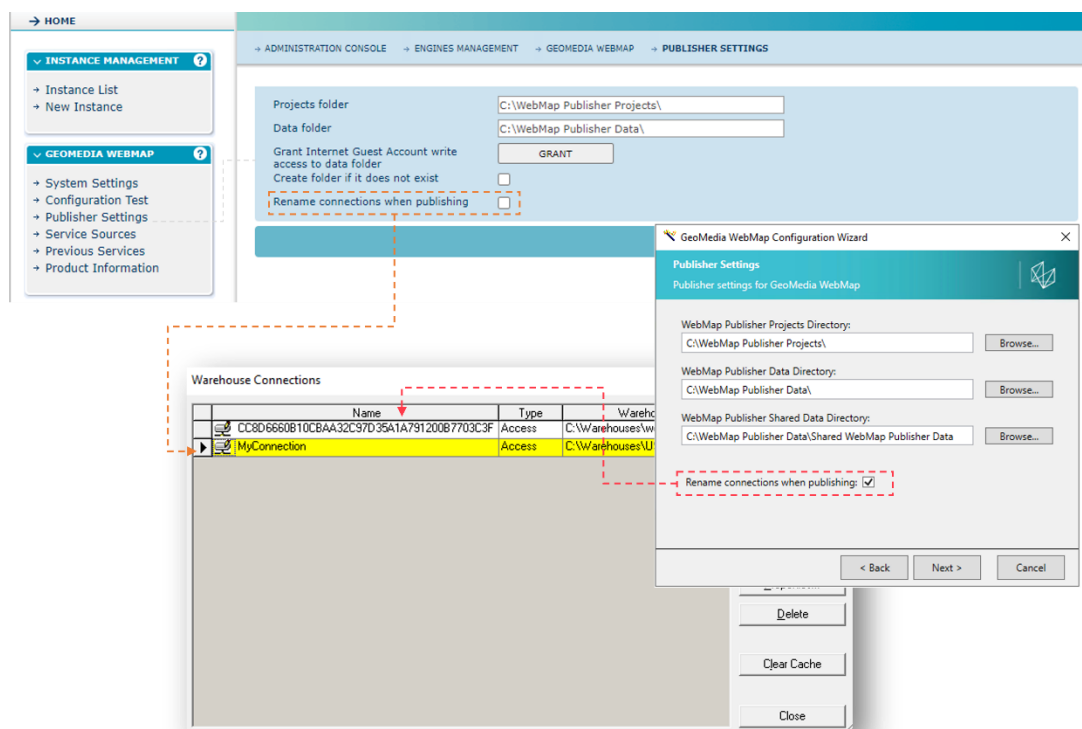 HOME
INSTANCE MANAGEMENT ?
Instance List
New Instance
GEOMEDIA WEBMAP ?
System Settings
Configuration Test
Publisher Settings
Service Sources
Previous Services
Product Information
ADMINISTRATION CONSOLE ENGINES MANAGEMENT GEOMEDIA WEBMAP PUBLISHER SETTINGS
Projects folder C:\WebMap Publisher Projects\
Data folder C:\WebMap Publisher Data\
Grant Internet Guest Account write
access to data folder
GRANT
Create folder if it does not exist
Rename connections when publishing
GeoMedia WebMap Configuration Wizard
Publisher Settings
Publisher settings for GeoMedia WebMap
WebMap Publisher Projects Directory:
C:\WebMap Publisher Projects\ Browse...
WebMap Publisher Data Directory:
C:\WebMap Publisher Data\ Browse...
WebMap Publisher Shared Data Directory:
C:\WebMap Publisher Data\Shared WebMap Publisher Data Browse...
Rename connections when publishing:
< Back Next > Cancel
Warehouse Connections
Name Type Wareho
CC8D6660B10CBAA32C97D35A1A791200B7703C3F Access C:\Warehouses\w
MyConnection Access C:\Warehouses\U
Delete
Clear Cache
Close